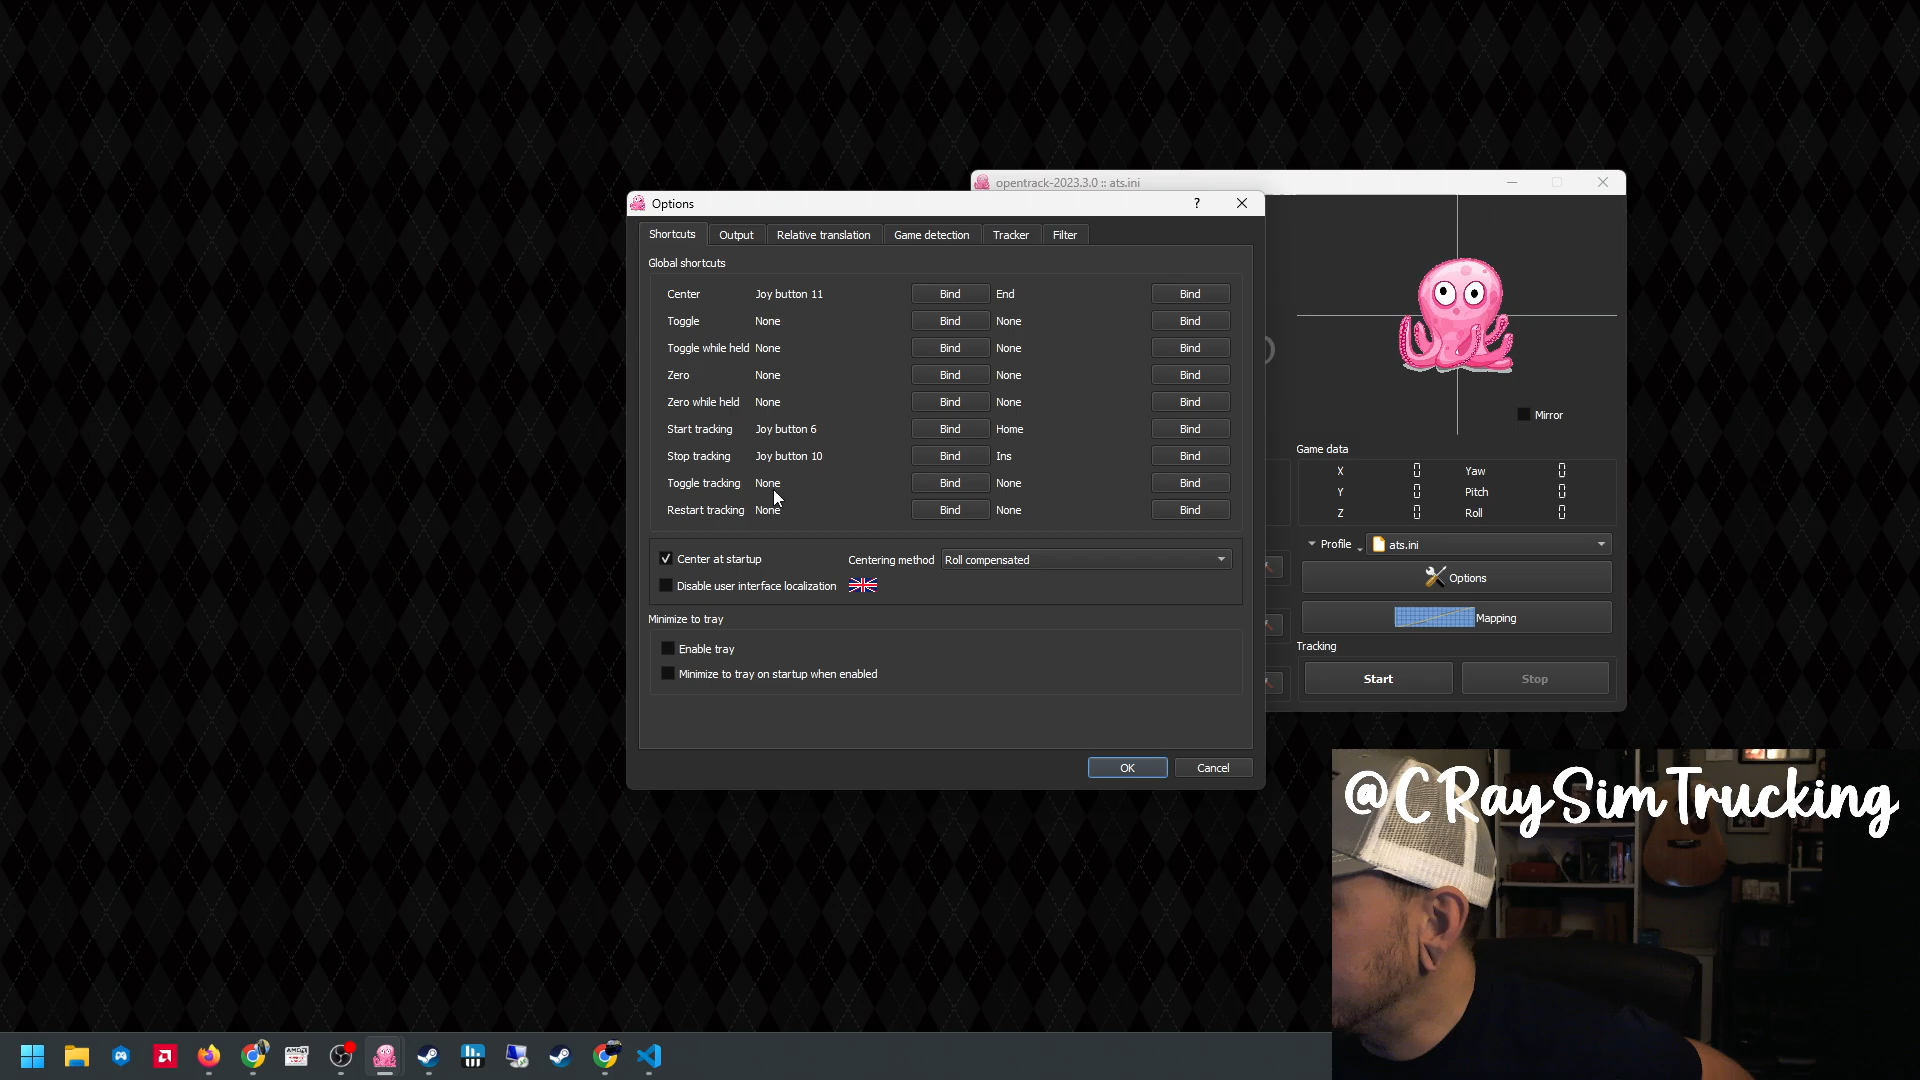 opentrack-2023.3.0 :: ats.ini
Options
?
Shortcuts Output Relative translation Game detection Tracker Filter
Global shortcuts
Center Joy button 11 Bind End Bind
Toggle None Bind None Bind
Toggle while held None Bind None Bind
Zero None Bind None Bind
Zero while held None Bind None Bind
Start tracking Joy button 6 Bind Home Bind
Stop tracking Joy button 10 Bind Ins Bind
Toggle tracking None Bind None Bind
Restart tracking None Bind None Bind
Center at startup Centering method Roll compensated
Disable user interface localization
Minimize to tray
Enable tray
Minimize to tray on startup when enabled
OK Cancel
Mirror
Game data
X 0 Yaw 0
Y 0 Pitch 0
Z 0 Roll 0
Profile ats.ini
Options
Mapping
Tracking
Start Stop
@CRaySimTrucking